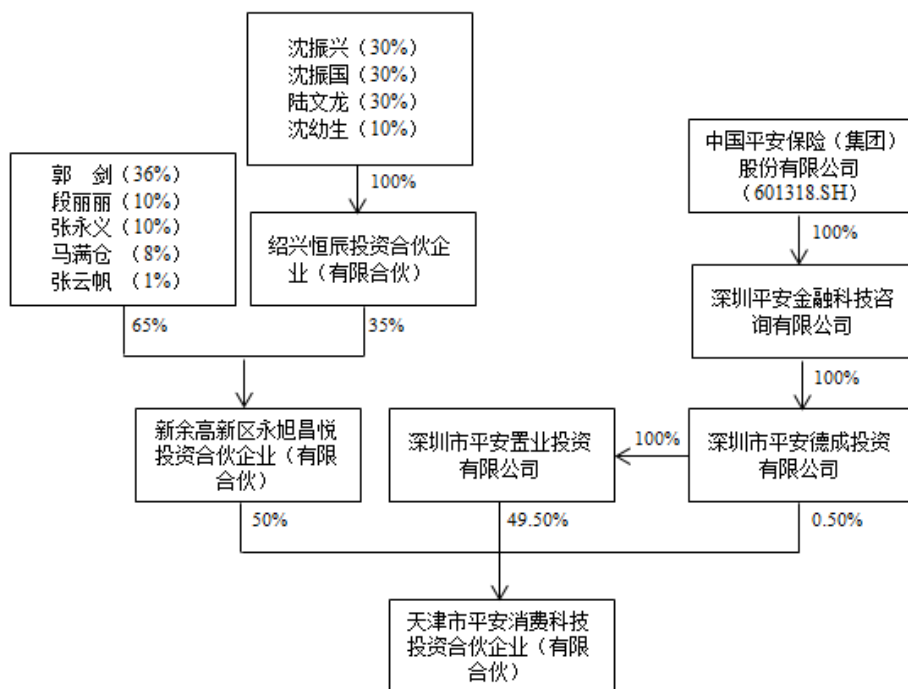 沈振兴（30%）
沈振国（30%）
陆文龙（30%）
沈幼生（10%）
中国平安保险（集团）
股份有限公司
（601318.SH）
郭　剑（36%）
段丽丽（10%）
张永义（10%）
马满仓（8%）
张云帆（1%）
100%
绍兴恒辰投资合伙企
业（有限合伙）
100%
深圳平安金融科技咨
询有限公司
65%
35%
100%
新余高新区永旭昌悦
投资合伙企业（有限
合伙）
深圳市平安置业投资
有限公司
100%
深圳市平安德成投资
有限公司
50%
49.50%
0.50%
天津市平安消费科技
投资合伙企业（有限
合伙）